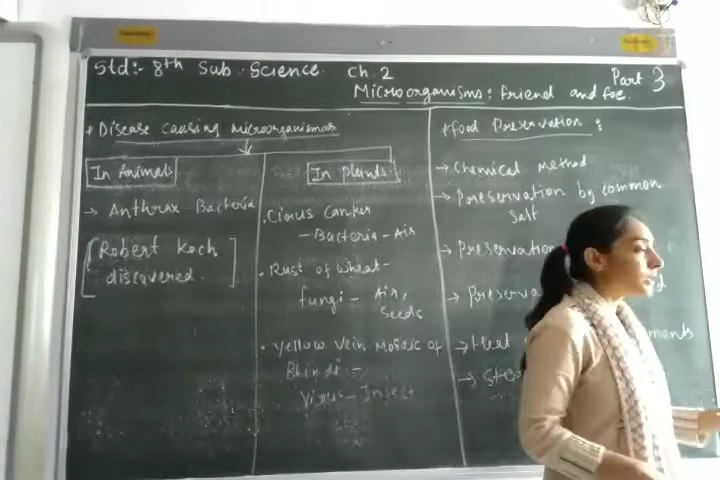 Std:- 8th Sub. Science Ch. 2
Microorganisms: friend and foe.
Part 3
* Disease causing microorganismas
In Animals
→ Anthrax - Bacteria
[Robert Koch
discovered.]
In plants
. Citrus Canker
- Bacteria - Air
. Rust of wheat -
fungi - Air,
Seeds
. Yellow Vein Mosaic of
Bhindi -
Virus - Insect
* Food Preservation :
→ Chemical method
→ Preservation by common
Salt
→ Preservation
→ Preserva
→ Heat